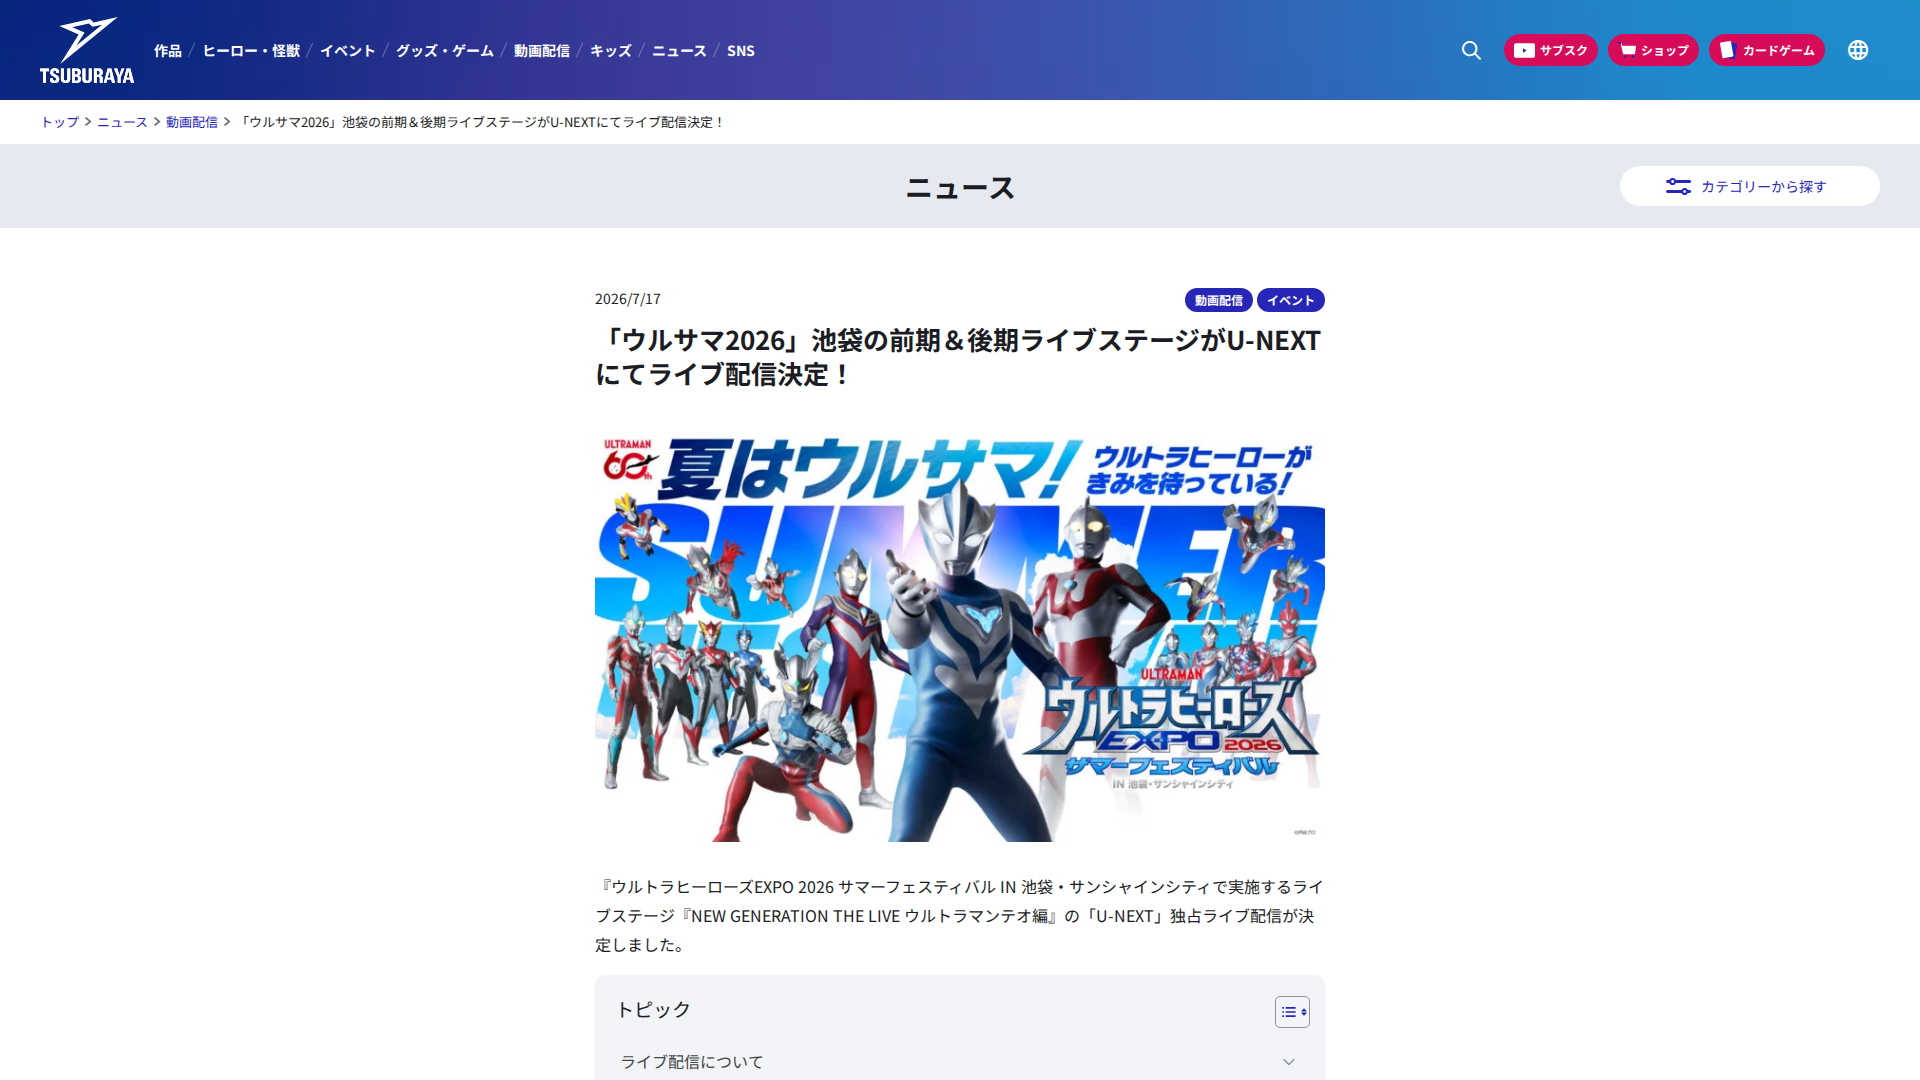 TSUBURAYA
作品 / ヒーロー・怪獣 / イベント / グッズ・ゲーム / 動画配信 / キッズ / ニュース / SNS
サブスク
ショップ
カードゲーム
トップ > ニュース > 動画配信 > 「ウルサマ2026」池袋の前期＆後期ライブステージがU-NEXTにてライブ配信決定！
ニュース
カテゴリーから探す
2026/7/17
動画配信 イベント
「ウルサマ2026」池袋の前期＆後期ライブステージがU-NEXT
にてライブ配信決定！
ULTRAMAN
60th
夏はウルサマ!
ウルトラヒーローが
きみを待っている!
SUMMER
ULTRAMAN
ウルトラヒーローズ
EXPO 2026
サマーフェスティバル
IN 池袋・サンシャインシティ
『ウルトラヒーローズEXPO 2026 サマーフェスティバル IN 池袋・サンシャインシティで実施するライ
ブステージ『NEW GENERATION THE LIVE ウルトラマンテオ編』の「U-NEXT」独占ライブ配信が決
定しました。
トピック
ライブ配信について